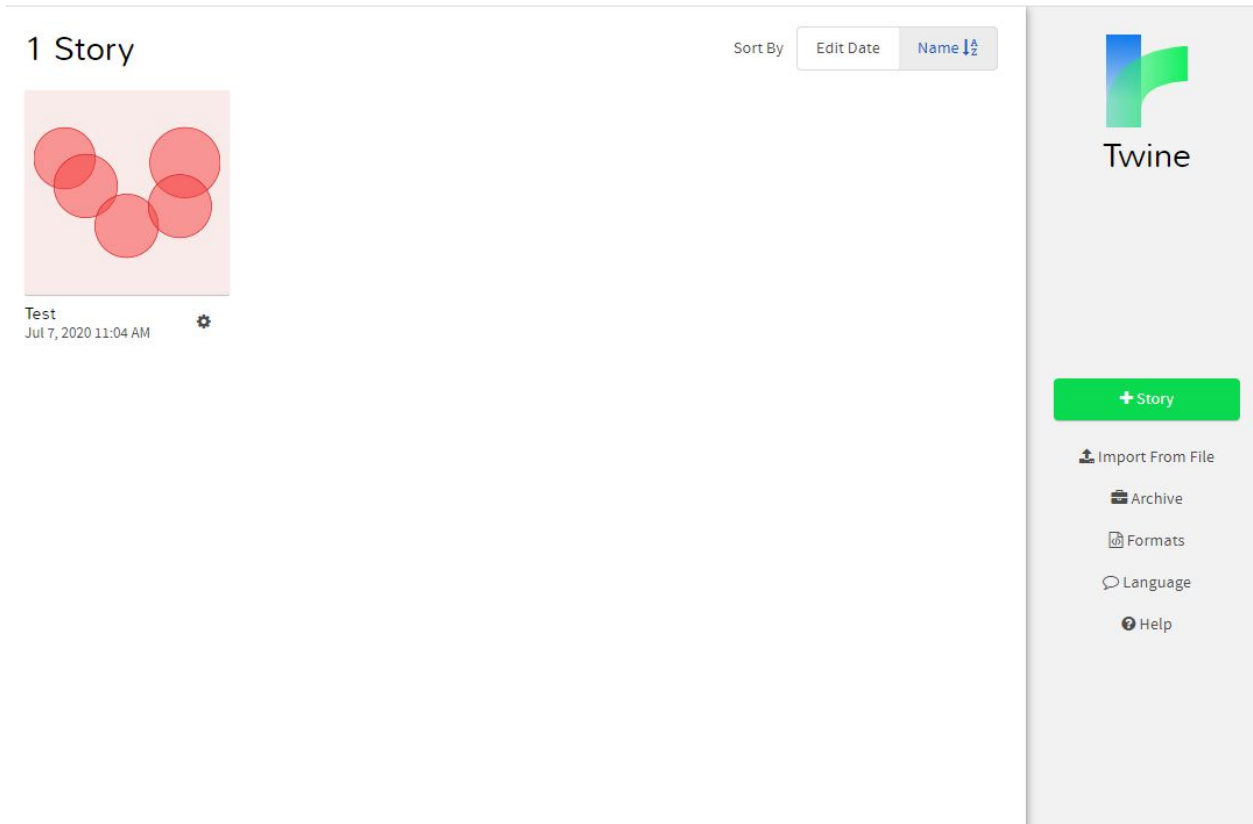 1 Story
Sort By Edit Date Name
Test
Jul 7, 2020 11:04 AM
Twine
+ Story
Import From File
Archive
Formats
Language
Help